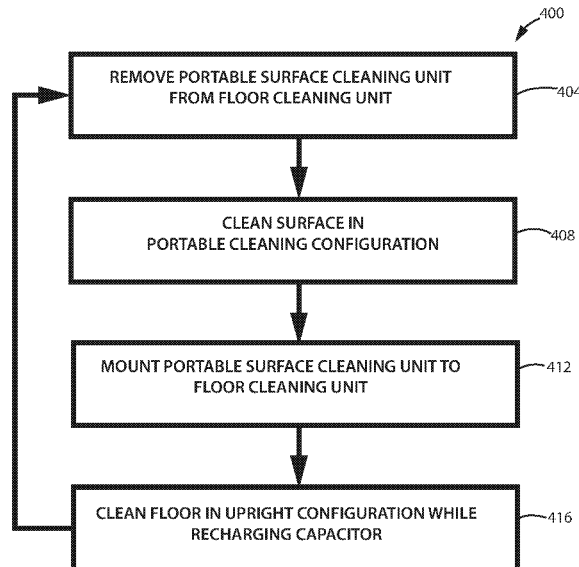 400
REMOVE PORTABLE SURFACE CLEANING UNIT
FROM FLOOR CLEANING UNIT
404
CLEAN SURFACE IN
PORTABLE CLEANING CONFIGURATION
408
MOUNT PORTABLE SURFACE CLEANING UNIT TO
FLOOR CLEANING UNIT
412
CLEAN FLOOR IN UPRIGHT CONFIGURATION WHILE
RECHARGING CAPACITOR
416